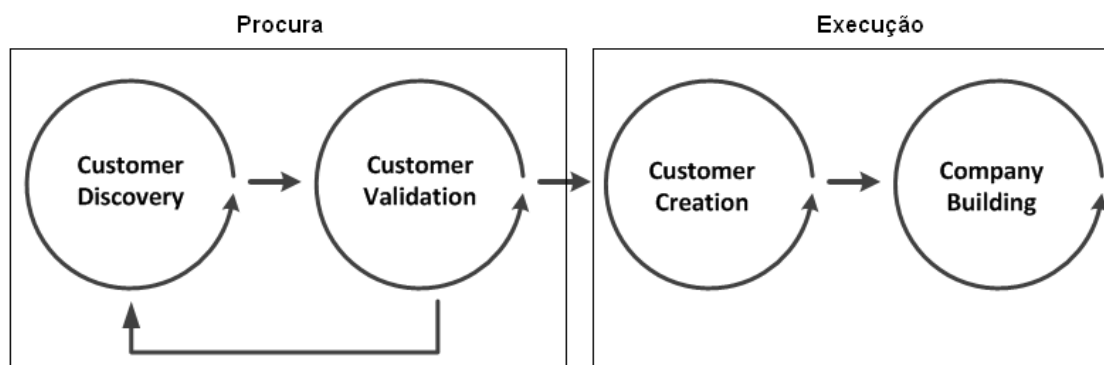 Procura
Execução
Customer
Discovery
Customer
Validation
Customer
Creation
Company
Building